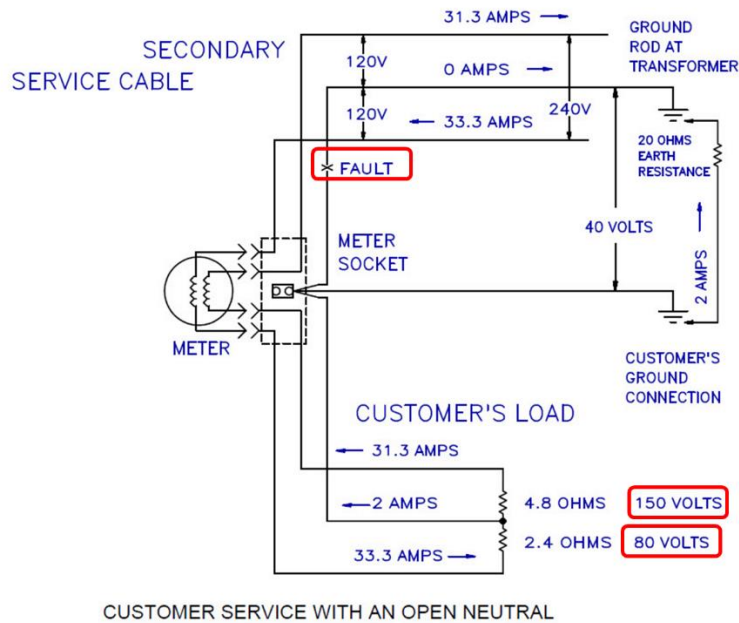 31.3 AMPS
SECONDARY
SERVICE CABLE
GROUND
ROD AT
TRANSFORMER
120V
0 AMPS
120V
240V
33.3 AMPS
20 OHMS
EARTH
RESISTANCE
FAULT
40 VOLTS
2 AMPS
METER
SOCKET
METER
CUSTOMER'S
GROUND
CONNECTION
CUSTOMER'S LOAD
31.3 AMPS
2 AMPS
4.8 OHMS
150 VOLTS
2.4 OHMS
80 VOLTS
33.3 AMPS
CUSTOMER SERVICE WITH AN OPEN NEUTRAL